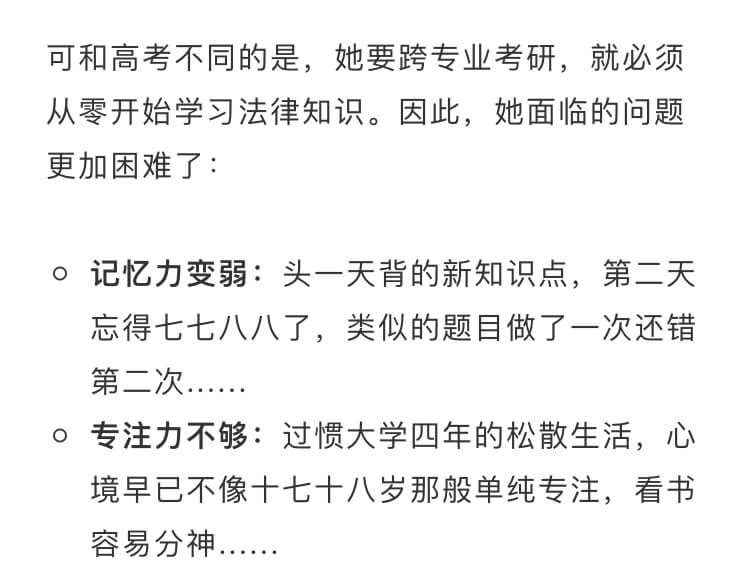 可和高考不同的是，她要跨专业考研，就必须
从零开始学习法律知识。因此，她面临的问题
更加困难了：
记忆力变弱：头一天背的新知识点，第二天
忘得七七八八了，类似的题目做了一次还错
第二次……
专注力不够：过惯大学四年的松散生活，心
境早已不像十七十八岁那般单纯专注，看书
容易分神……